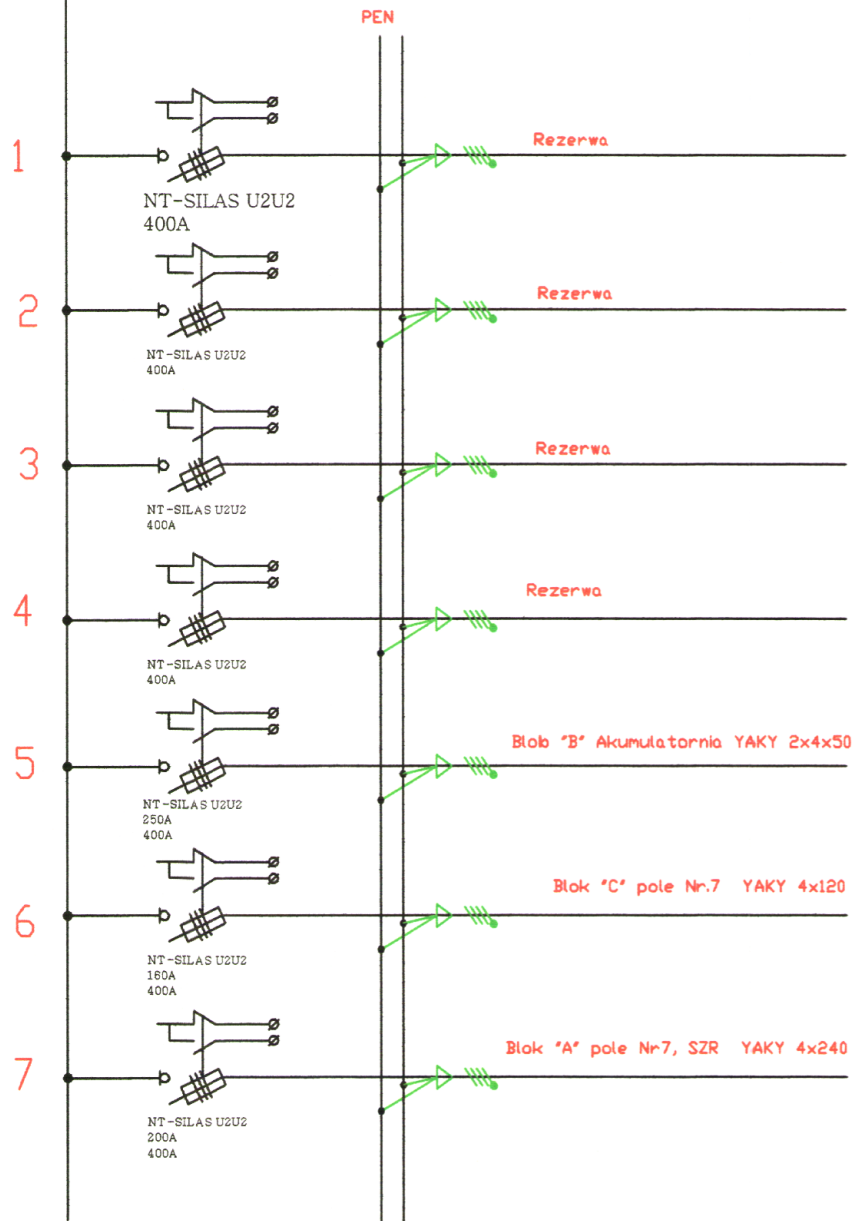 PEN
1
Rezerwa
NT-SILAS U2U2
400A
2
Rezerwa
NT-SILAS U2U2
400A
3
Rezerwa
NT-SILAS U2U2
400A
4
Rezerwa
NT-SILAS U2U2
400A
5
Blob "B" Akumulatornia YAKY 2x4x50
NT-SILAS U2U2
250A
400A
6
Blok "C" pole Nr.7 YAKY 4x120
NT-SILAS U2U2
160A
400A
7
Blok "A" pole Nr7, SZR YAKY 4x240
NT-SILAS U2U2
200A
400A